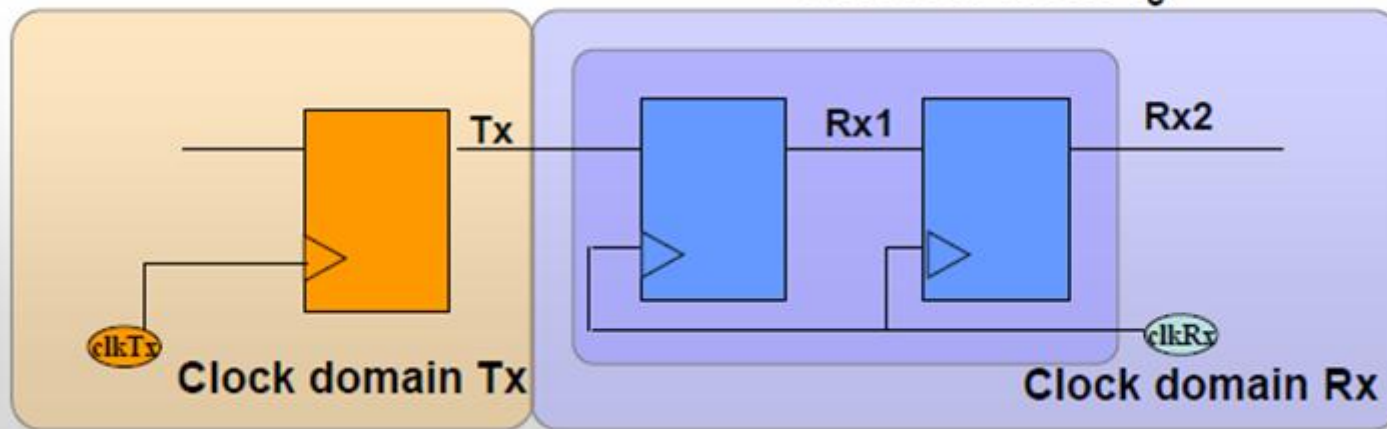 Tx
Rx1
Rx2
clkTx
clkRx
Clock domain Tx
Clock domain Rx